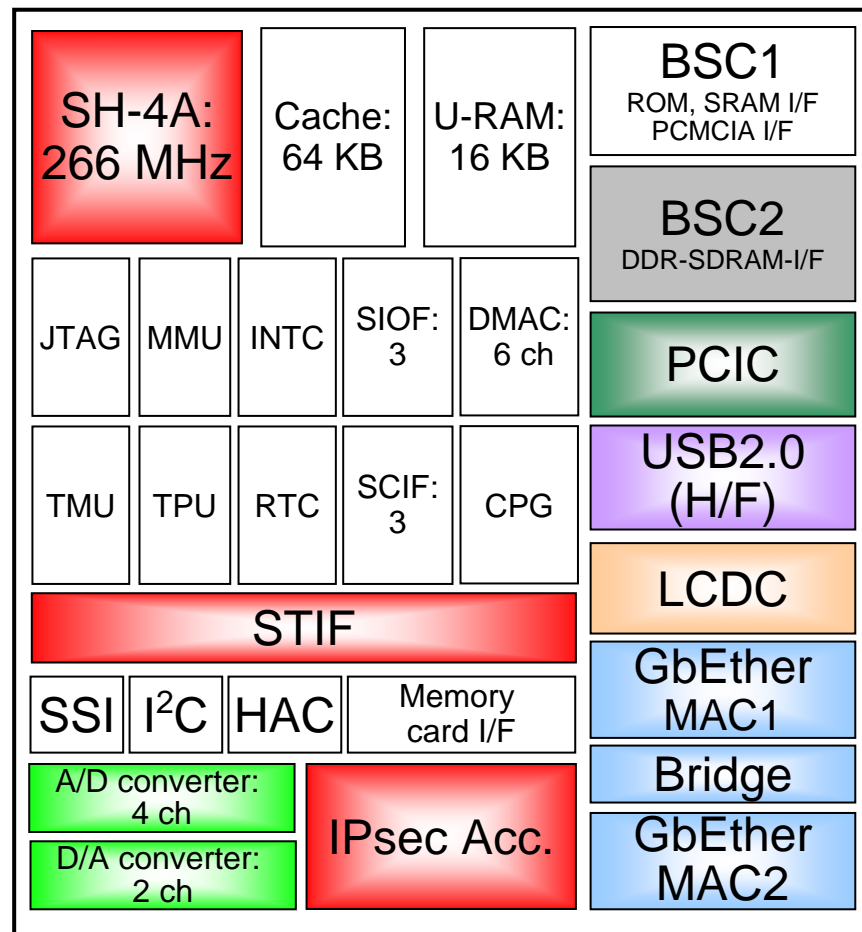 SH-4A:
266 MHz
Cache:
64 KB
U-RAM:
16 KB
BSC1
ROM, SRAM I/F
PCMCIA I/F
BSC2
DDR-SDRAM-I/F
JTAG
MMU
INTC
SIOF:
3
DMAC:
6 ch
PCIC
TMU
TPU
RTC
SCIF:
3
CPG
USB2.0
(H/F)
LCDC
STIF
GbEther
MAC1
SSI
I²C
HAC
Memory
card I/F
Bridge
A/D converter:
4 ch
D/A converter:
2 ch
IPsec Acc.
GbEther
MAC2